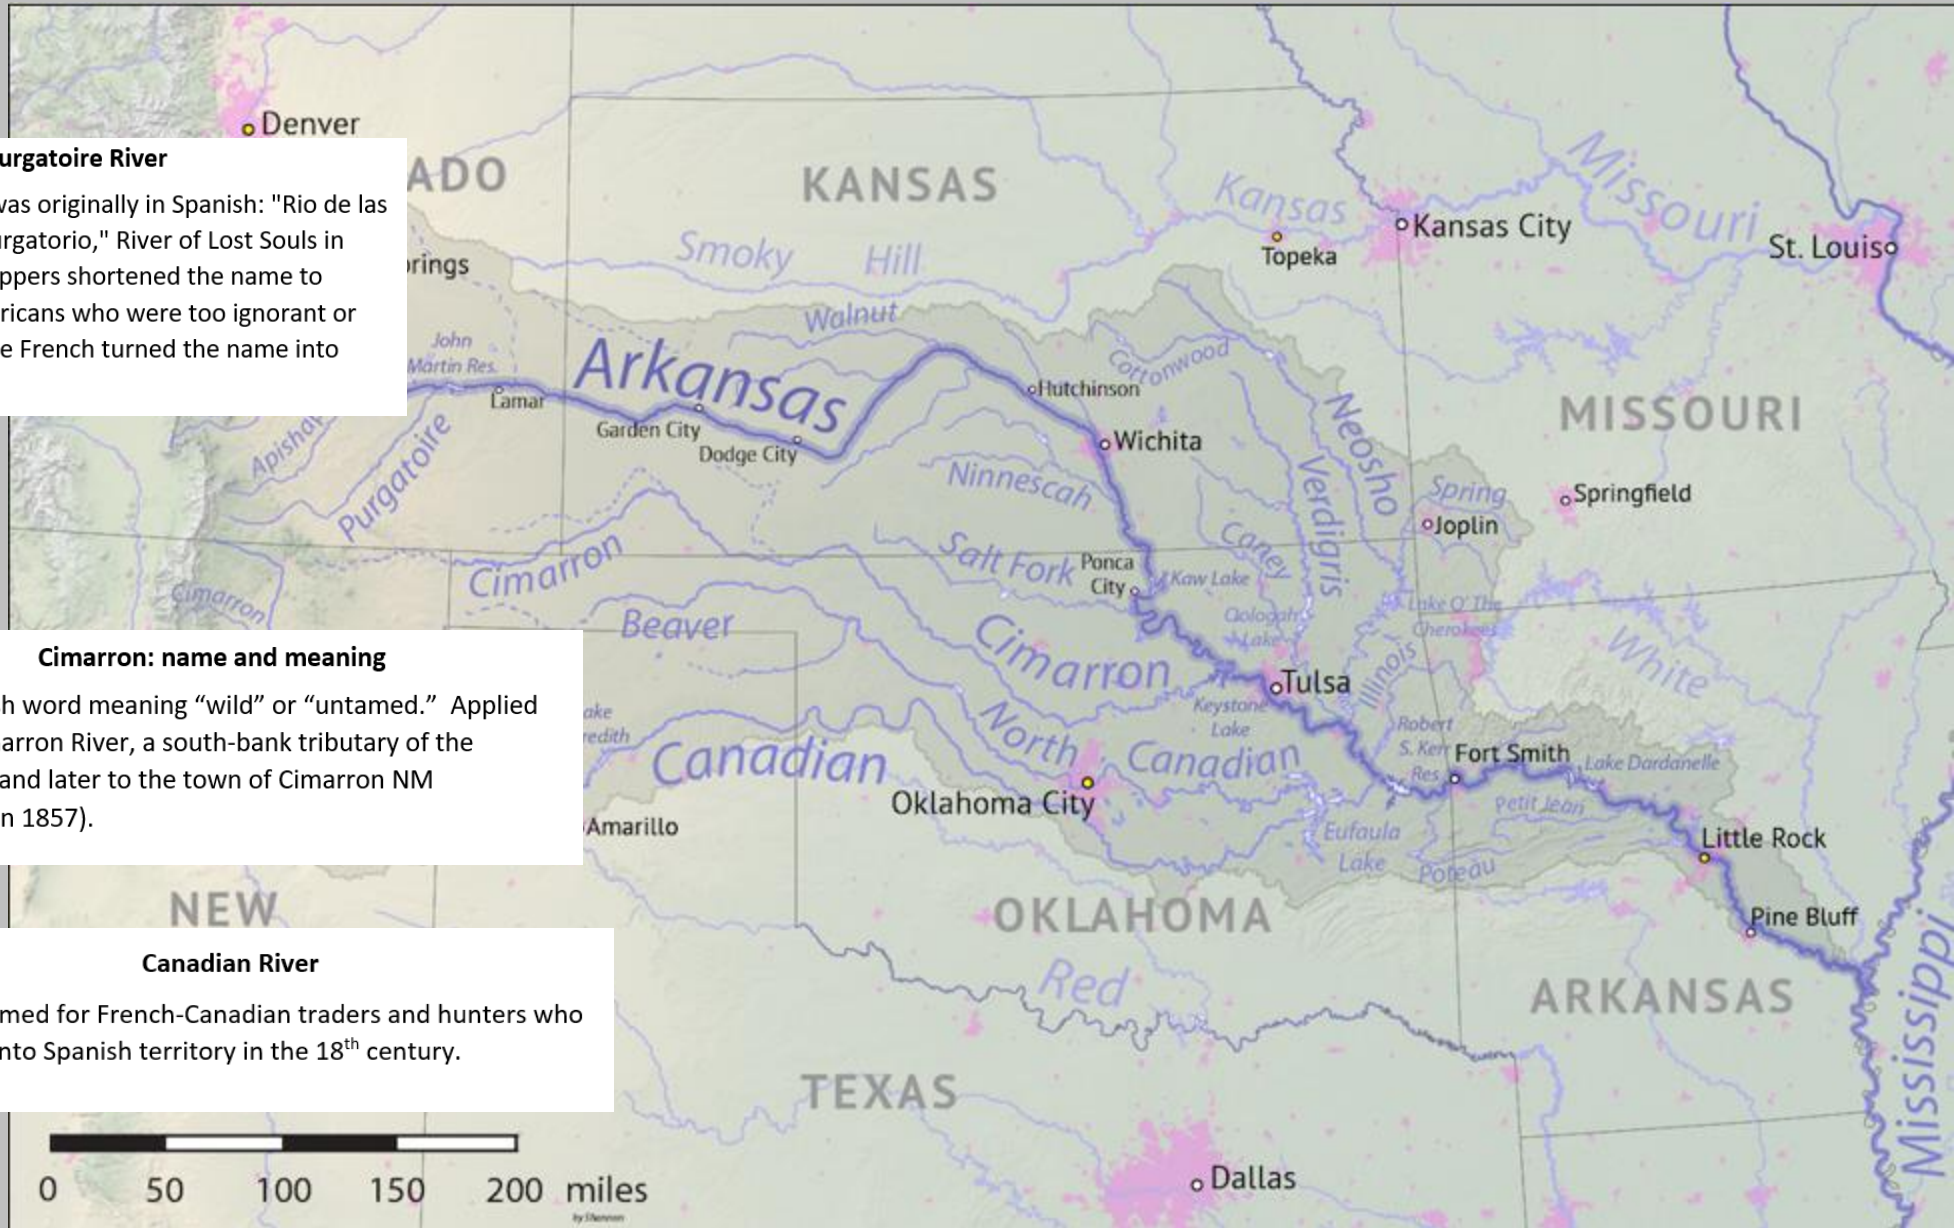 Denver
urgatoire River
was originally in Spanish: "Rio de las
urgatorio," River of Lost Souls in
ppers shortened the name to
ricans who were too ignorant or
e French turned the name into
ADO
KANSAS
Missouri
Kansas
Kansas City
St. Louis
Topeka
Smoky Hill
rings
Walnut
John
Martin Res.
Arkansas
Cottonwood
Hutchinson
Lamar
Garden City
Dodge City
Wichita
Neosho
MISSOURI
Apishap
Purgatoire
Ninnescah
Verdigris
Spring
Springfield
Joplin
Cimarron
Salt Fork
Caney
Ponca
City
Kaw Lake
Cimarron
Oologah
Lake
Lake O' The
Cherokees
Beaver
Cimarron
White
Illinois
Tulsa
Cimarron: name and meaning
h word meaning “wild” or “untamed.” Applied
arron River, a south-bank tributary of the
and later to the town of Cimarron NM
n 1857).
ake
redith
Keystone
Lake
North Canadian
Canadian
Robert
S. Kerr
Res.
Fort Smith
Lake Dardanelle
Oklahoma City
Petit Jean
Amarillo
Eufaula
Lake
Little Rock
Poteau
NEW
OKLAHOMA
Pine Bluff
Canadian River
med for French-Canadian traders and hunters who
nto Spanish territory in the 18th century.
Red
ARKANSAS
Mississippi
TEXAS
Dallas
0 50 100 150 200 miles
by Shannon